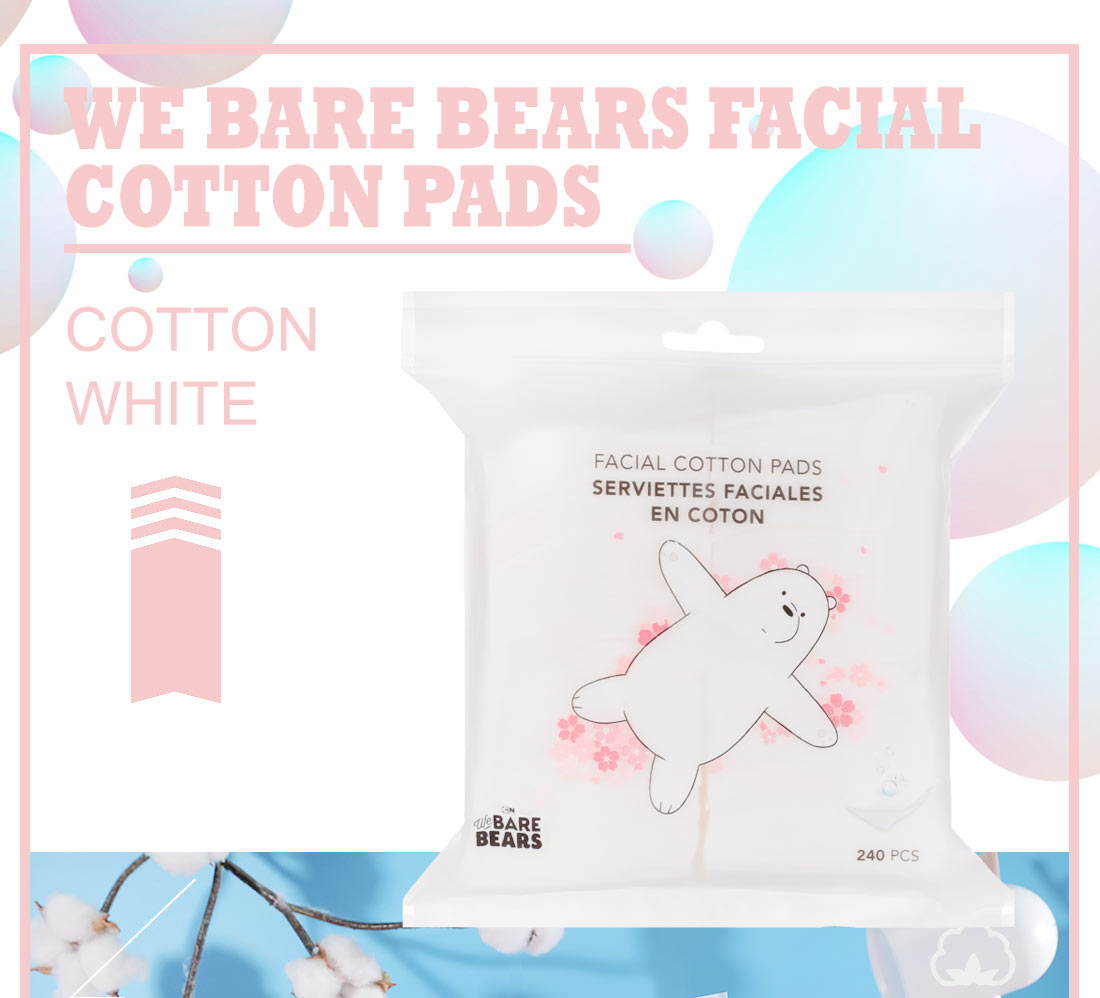 WE BARE BEARS FACIAL
COTTON PADS
COTTON
WHITE
FACIAL COTTON PADS
SERVIETTES FACIALES
EN COTON
CN
We BARE
BEARS
240 PCS